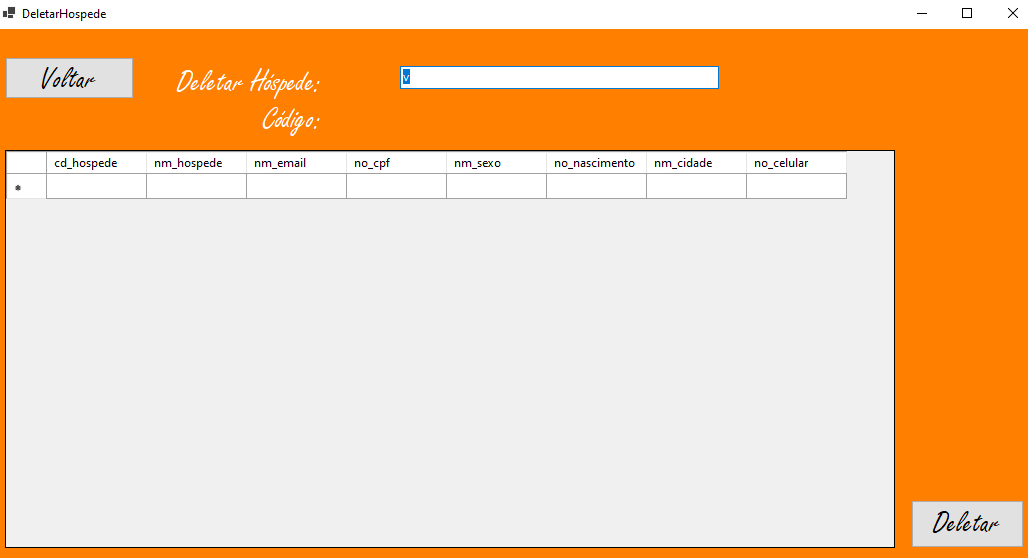 DeletarHospede
Voltar
Deletar Hóspede:
v
Código:
cd_hospede nm_hospede nm_email no_cpf nm_sexo no_nascimento nm_cidade no_celular
Deletar